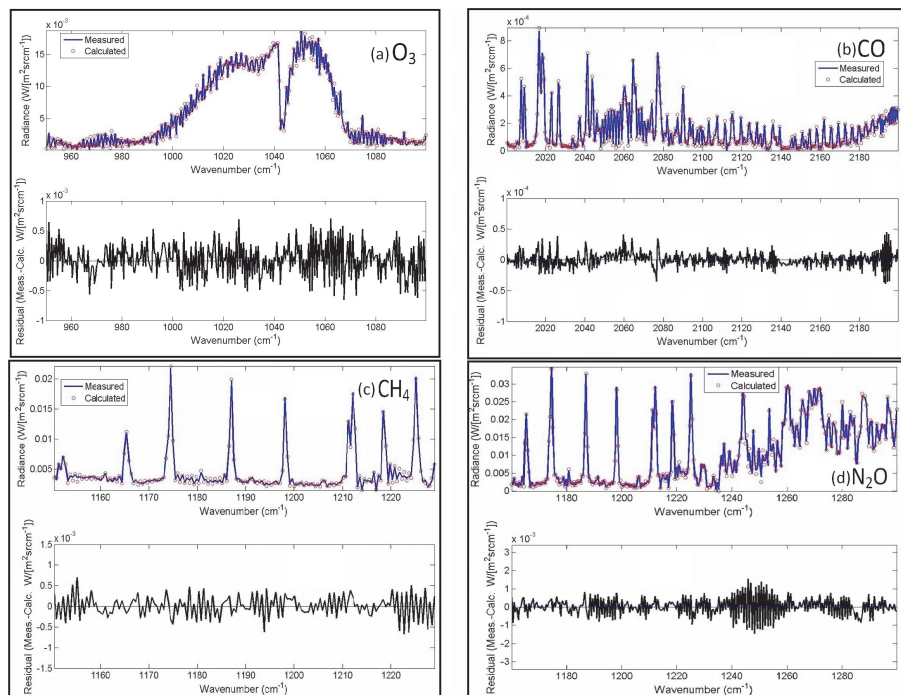 x 10⁻³
(a) O₃
Measured
Calculated
Radiance (W/[m²srcm⁻¹])
15
10
5
960 980 1000 1020 1040 1060 1080
Wavenumber (cm⁻¹)
x 10⁻³
Residual (Meas.-Calc. W/[m²srcm⁻¹])
1
0.5
0
-0.5
-1
960 980 1000 1020 1040 1060 1080
Wavenumber (cm⁻¹)
x 10⁻⁴
(b) CO
Measured
Calculated
Radiance (W/[m²srcm⁻¹])
8
6
4
2
0
2020 2040 2060 2080 2100 2120 2140 2160 2180
Wavenumber (cm⁻¹)
x 10⁻⁴
Residual (Meas.-Calc. W/[m²srcm⁻¹])
1
0.5
0
-0.5
-1
2020 2040 2060 2080 2100 2120 2140 2160 2180
Wavenumber (cm⁻¹)
(c) CH₄
Measured
Calculated
Radiance (W/[m²srcm⁻¹])
0.02
0.015
0.01
0.005
1160 1170 1180 1190 1200 1210 1220
Wavenumber (cm⁻¹)
x 10⁻³
Residual (Meas.-Calc. W/[m²srcm⁻¹])
1.5
1
0.5
0
-0.5
-1
-1.5
1160 1170 1180 1190 1200 1210 1220
Wavenumber (cm⁻¹)
Measured
Calculated
(d) N₂O
Radiance (W/[m²srcm⁻¹])
0.03
0.025
0.02
0.015
0.01
0.005
0
1180 1200 1220 1240 1260 1280
Wavenumber (cm⁻¹)
x 10⁻³
Residual (Meas.-Calc. W/[m²srcm⁻¹])
3
2
1
0
-1
-2
-3
1180 1200 1220 1240 1260 1280
Wavenumber (cm⁻¹)